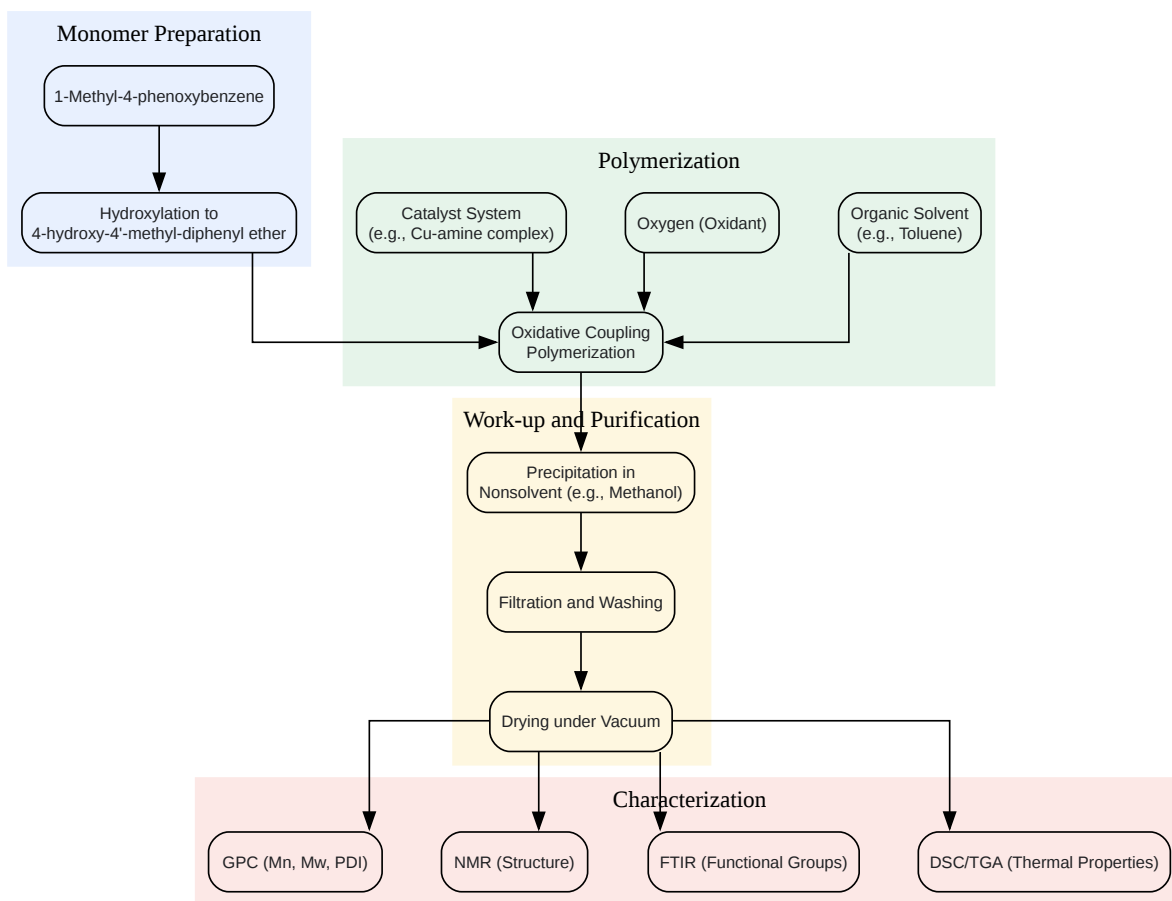 Monomer Preparation
1-Methyl-4-phenoxybenzene
Hydroxylation to
4-hydroxy-4'-methyl-diphenyl ether
Polymerization
Catalyst System
(e.g., Cu-amine complex)
Oxygen (Oxidant)
Organic Solvent
(e.g., Toluene)
Oxidative Coupling
Polymerization
Work-up and Purification
Precipitation in
Nonsolvent (e.g., Methanol)
Filtration and Washing
Drying under Vacuum
Characterization
GPC (Mn, Mw, PDI)
NMR (Structure)
FTIR (Functional Groups)
DSC/TGA (Thermal Properties)